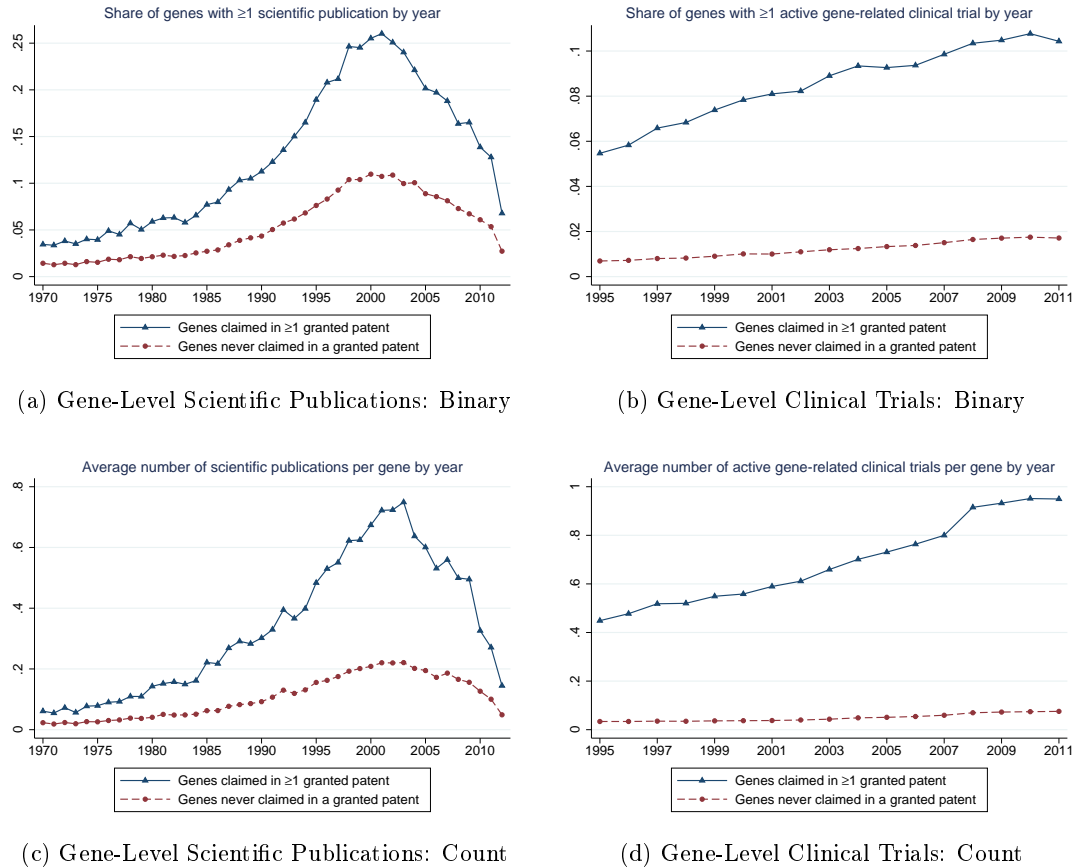 Share of genes with ≥1 scientific publication by year
.25
.2
.15
.1
.05
0
1970 1975 1980 1985 1990 1995 2000 2005 2010
Genes claimed in ≥1 granted patent
Genes never claimed in a granted patent
(a) Gene-Level Scientific Publications: Binary
Share of genes with ≥1 active gene-related clinical trial by year
.1
.08
.06
.04
.02
0
1995 1997 1999 2001 2003 2005 2007 2009 2011
Genes claimed in ≥1 granted patent
Genes never claimed in a granted patent
(b) Gene-Level Clinical Trials: Binary
Average number of scientific publications per gene by year
.8
.6
.4
.2
0
1970 1975 1980 1985 1990 1995 2000 2005 2010
Genes claimed in ≥1 granted patent
Genes never claimed in a granted patent
(c) Gene-Level Scientific Publications: Count
Average number of active gene-related clinical trials per gene by year
1
.8
.6
.4
.2
0
1995 1997 1999 2001 2003 2005 2007 2009 2011
Genes claimed in ≥1 granted patent
Genes never claimed in a granted patent
(d) Gene-Level Clinical Trials: Count